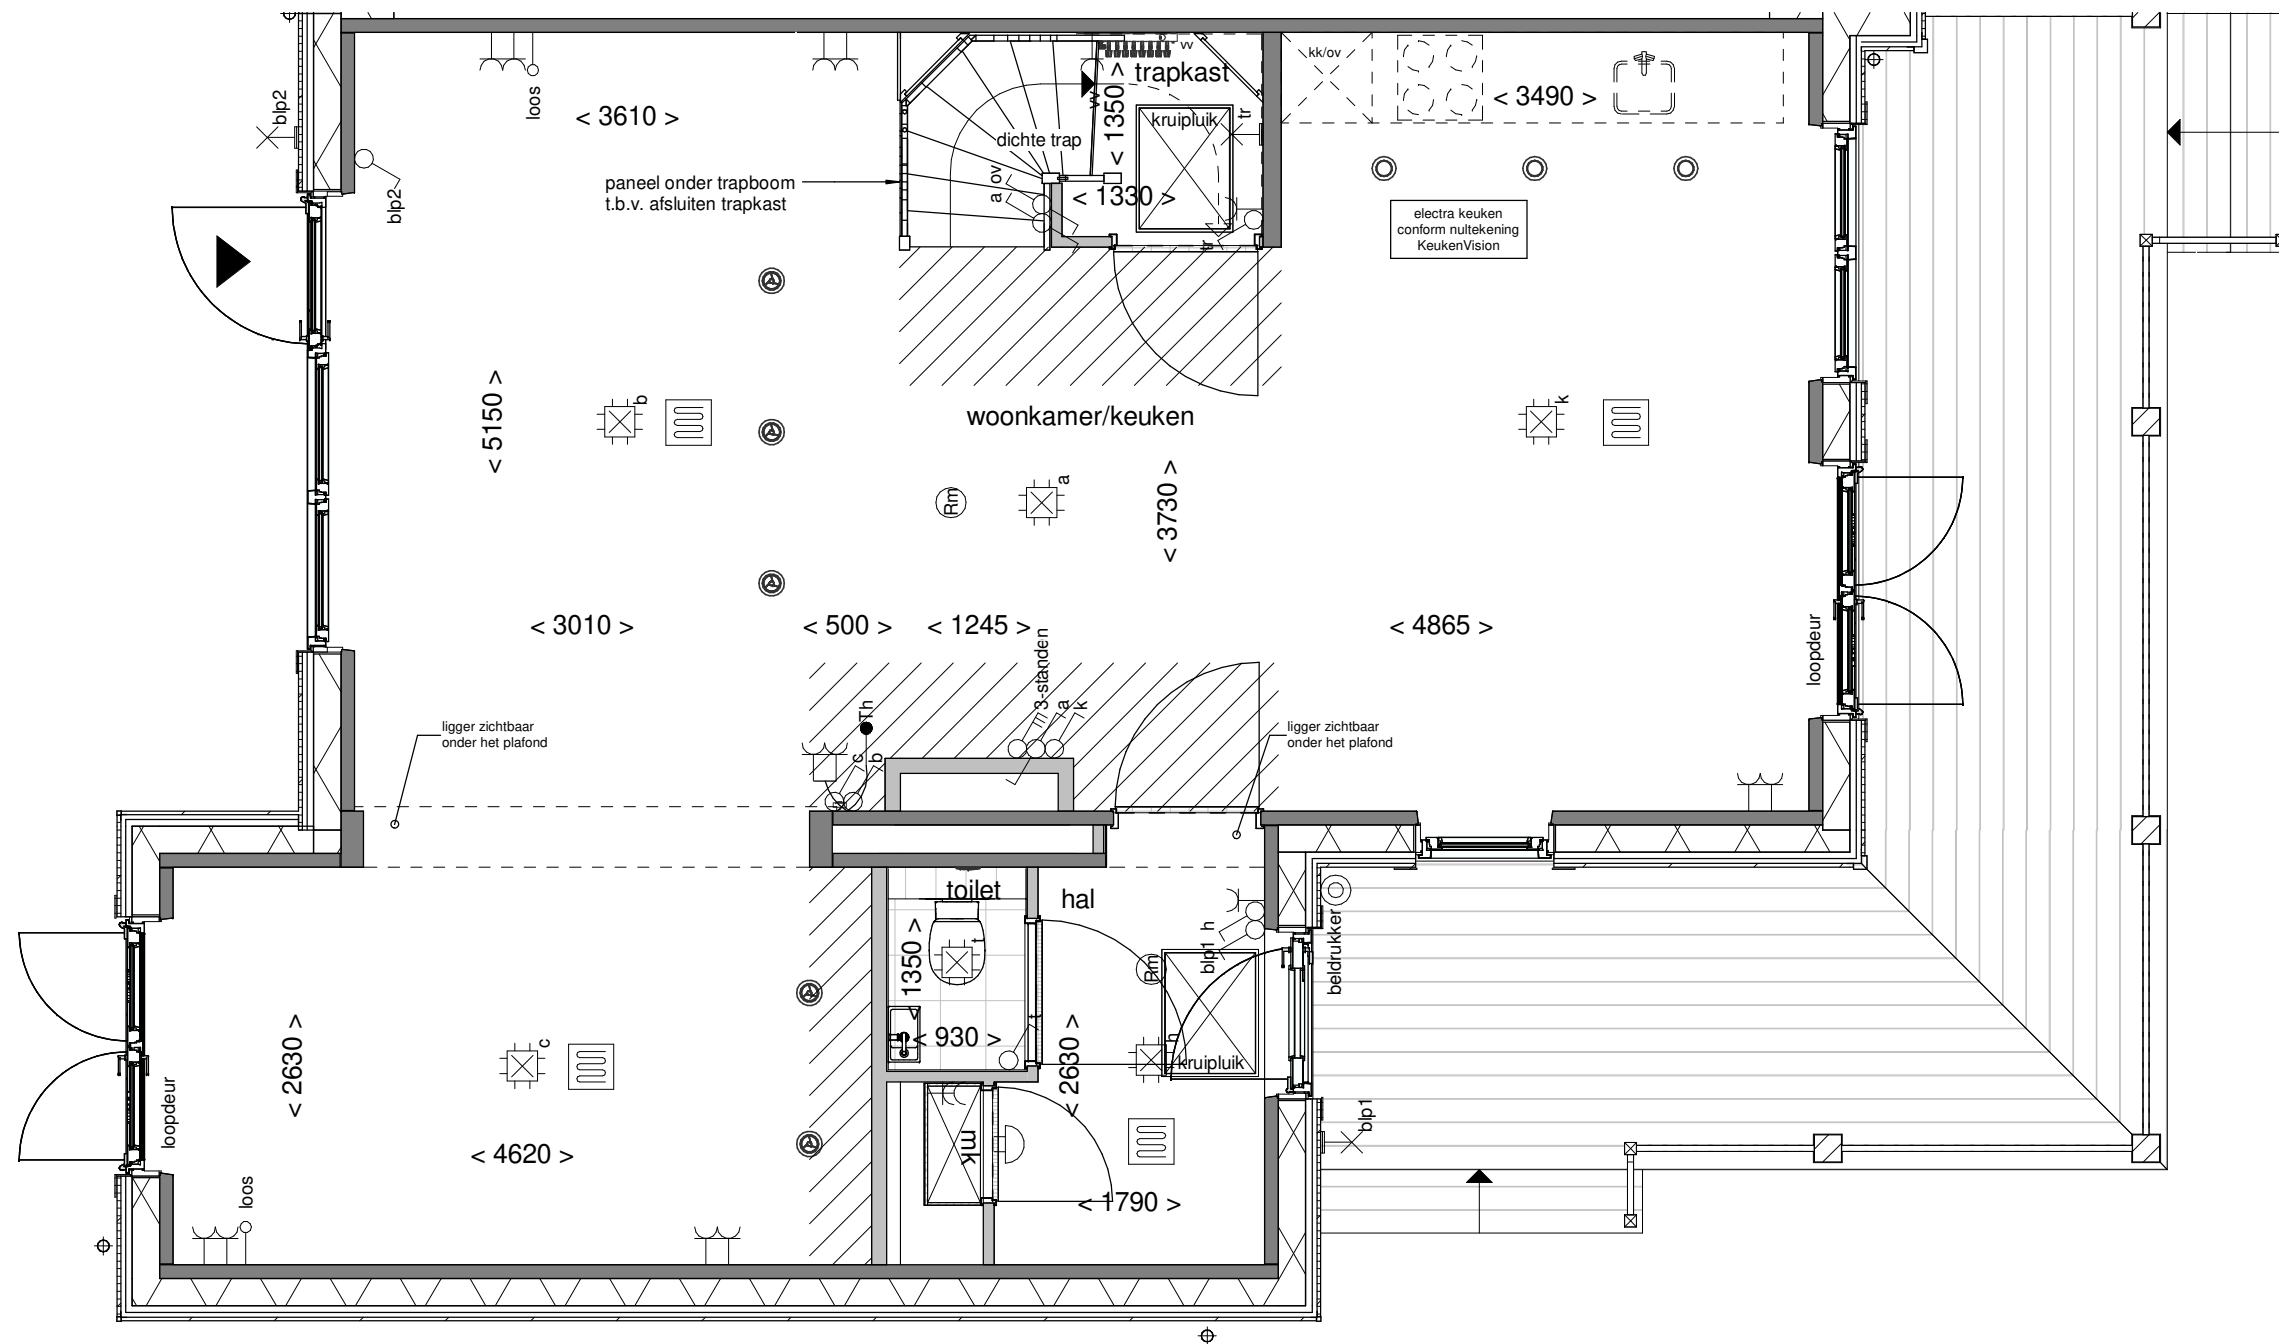 vv
trapkast
kk/ov
< 3490 >
blp2
loos
< 3610 >
< 1350 >
vv
kruipluik
tr
dichte trap
paneel onder trapboom
t.b.v. afsluiten trapkast
blp2
a ov
< 1330 >
tr
electra keuken
conform nultekening
KeukenVision
< 5150 >
b
woonkamer/keuken
k
Rm
a
< 3730 >
< 3010 >
< 500 >
< 1245 >
< 4865 >
loopdeur
3-standen
a
k
Th
c
b
ligger zichtbaar
onder het plafond
ligger zichtbaar
onder het plafond
toilet
hal
t
< 1350 >
blp1 h
beldrukker
Rm
< 930 >
t
< 2630 >
h
kruipluik
< 2630 >
c
loopdeur
mk
blp1
< 4620 >
< 1790 >
loos